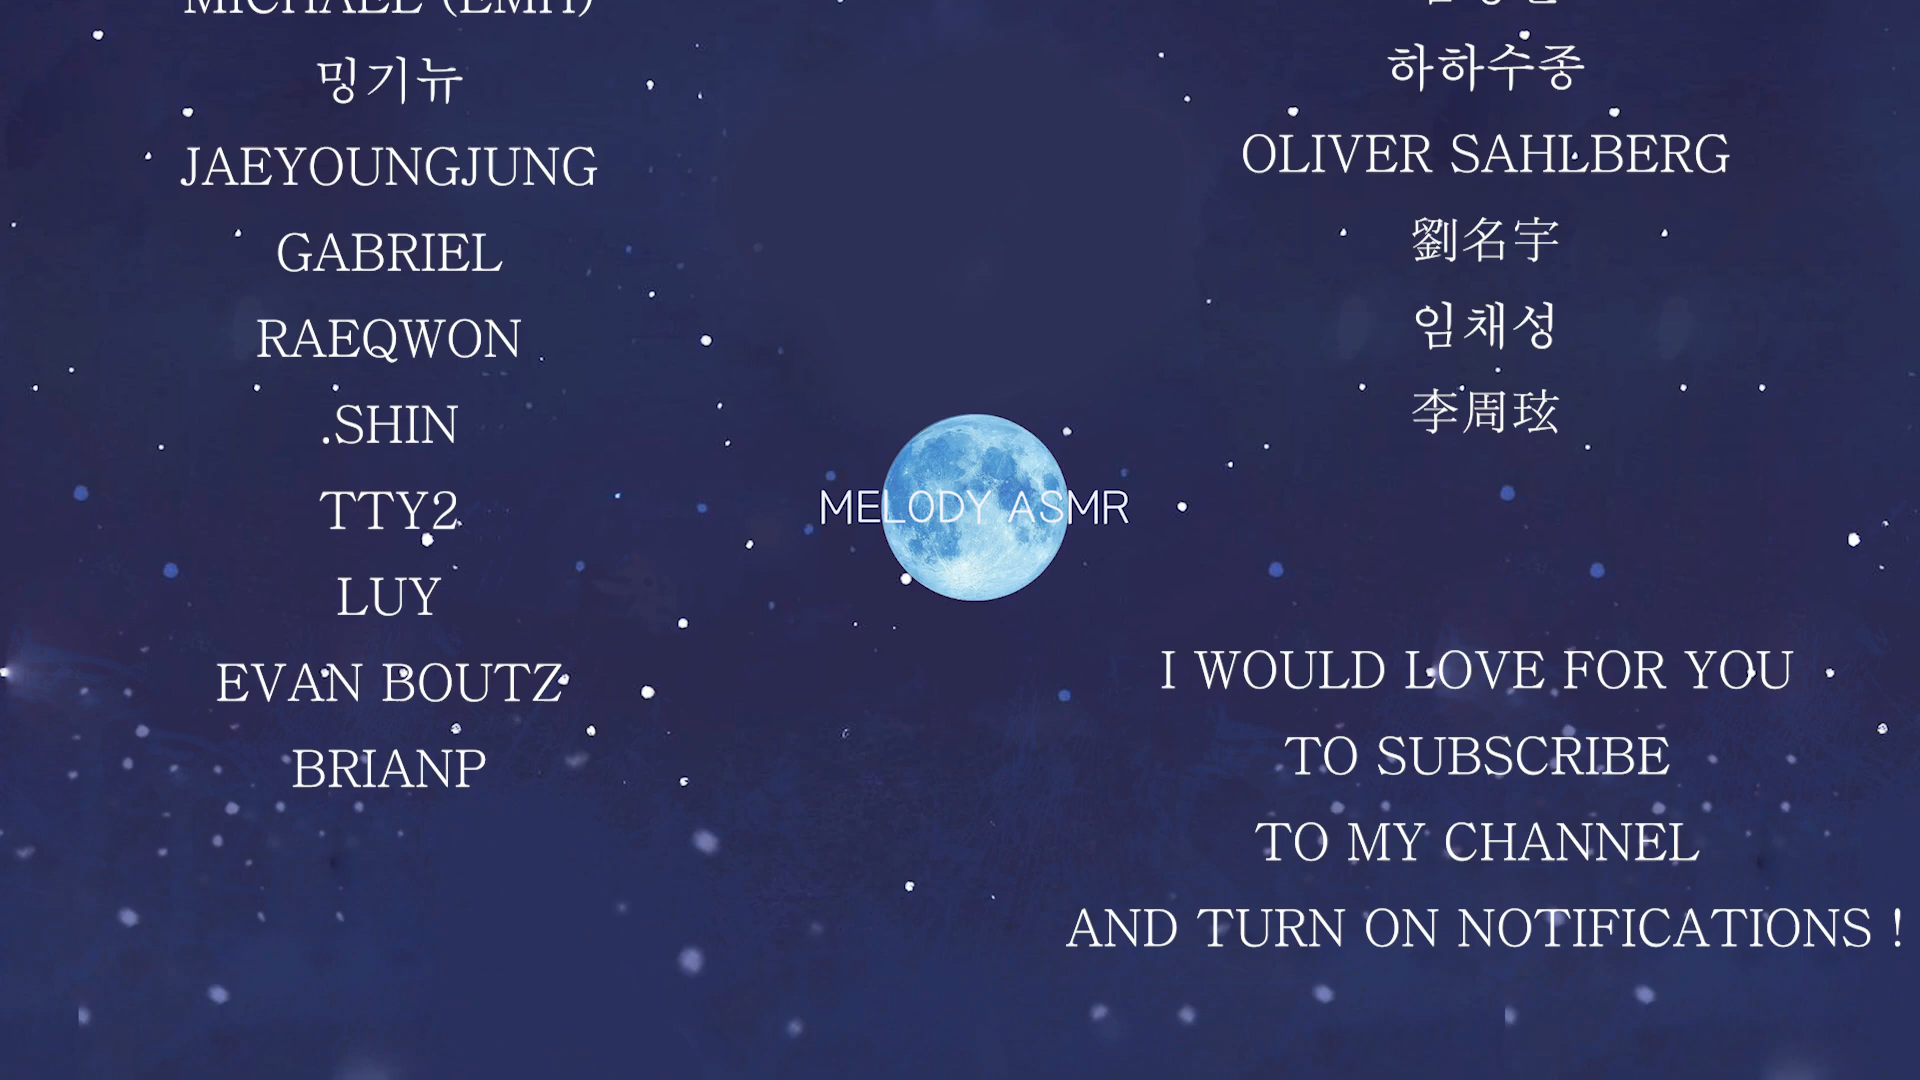 MICHAEL (EMH)
밍기뉴
JAEYOUNGJUNG
GABRIEL
RAEQWON
.SHIN
TTY2
LUY
EVAN BOUTZ
BRIANP
MELODY ASMR
하하수종
OLIVER SAHLBERG
劉名宇
임채성
李周玹
I WOULD LOVE FOR YOU
TO SUBSCRIBE
TO MY CHANNEL
AND TURN ON NOTIFICATIONS !